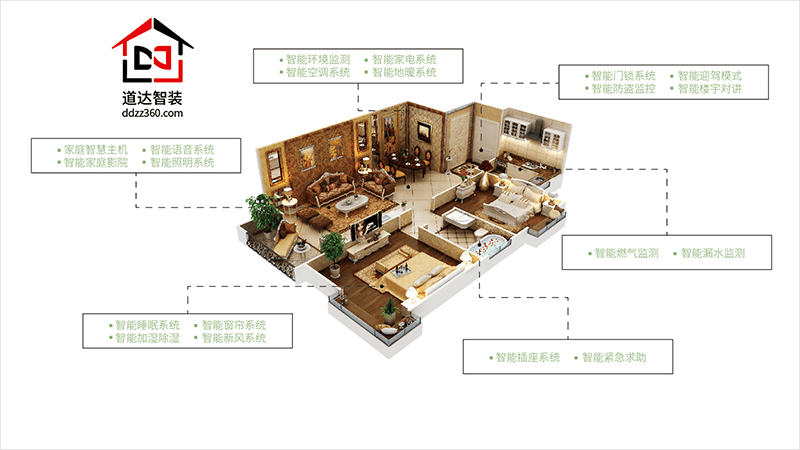 道达智装
ddzz360.com
▪ 智能环境监测 ▪ 智能家电系统
▪ 智能空调系统 ▪ 智能地暖系统
▪ 智能门锁系统 ▪ 智能迎驾模式
▪ 智能防盗监控 ▪ 智能楼宇对讲
▪ 家庭智慧主机 ▪ 智能语音系统
▪ 智能家庭影院 ▪ 智能照明系统
▪ 智能燃气监测 ▪ 智能漏水监测
▪ 智能睡眠系统 ▪ 智能窗帘系统
▪ 智能加湿除湿 ▪ 智能新风系统
▪ 智能插座系统 ▪ 智能紧急求助